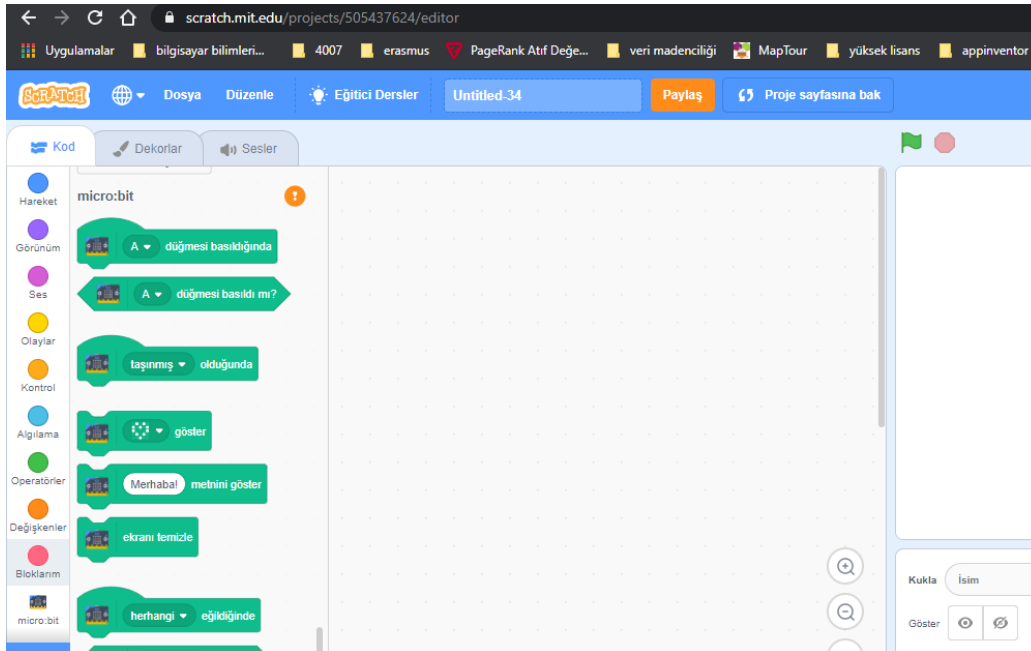 scratch.mit.edu/projects/505437624/editor
Uygulamalar bilgisayar bilimleri... 4007 erasmus PageRank Atıf Değe... veri madenciliği MapTour yüksek lisans appinventor
SCRATCH Dosya Düzenle Eğitici Dersler Untitled-34 Paylaş Proje sayfasına bak
Kod Dekorlar Sesler
Hareket
Görünüm
Ses
Olaylar
Kontrol
Algılama
Operatörler
Değişkenler
Bloklarım
micro:bit
micro:bit
A düğmesi basıldığında
A düğmesi basıldı mı?
taşınmış olduğunda
göster
Merhaba! metnini göster
ekranı temizle
herhangi eğildiğinde
Kukla İsim
Göster